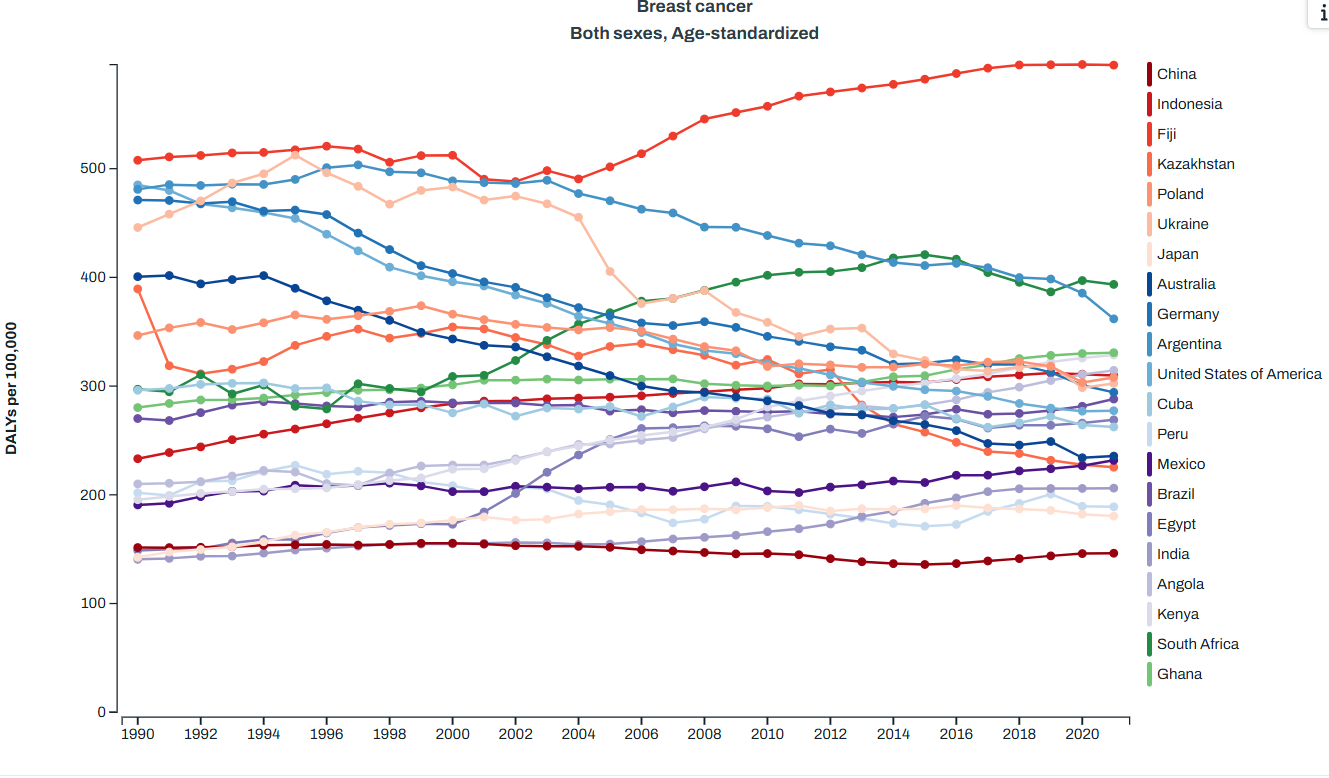 Breast cancer
Both sexes, Age-standardized
i
DALYs per 100,000
500
400
300
200
100
0
1990 1992 1994 1996 1998 2000 2002 2004 2006 2008 2010 2012 2014 2016 2018 2020
China
Indonesia
Fiji
Kazakhstan
Poland
Ukraine
Japan
Australia
Germany
Argentina
United States of America
Cuba
Peru
Mexico
Brazil
Egypt
India
Angola
Kenya
South Africa
Ghana